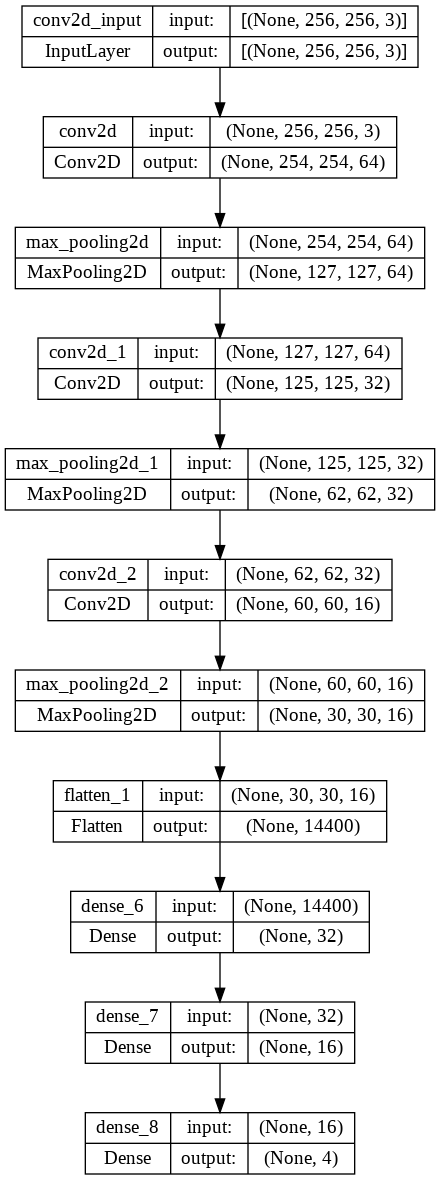 conv2d_input input: [(None, 256, 256, 3)]
InputLayer output: [(None, 256, 256, 3)]
conv2d input: (None, 256, 256, 3)
Conv2D output: (None, 254, 254, 64)
max_pooling2d input: (None, 254, 254, 64)
MaxPooling2D output: (None, 127, 127, 64)
conv2d_1 input: (None, 127, 127, 64)
Conv2D output: (None, 125, 125, 32)
max_pooling2d_1 input: (None, 125, 125, 32)
MaxPooling2D output: (None, 62, 62, 32)
conv2d_2 input: (None, 62, 62, 32)
Conv2D output: (None, 60, 60, 16)
max_pooling2d_2 input: (None, 60, 60, 16)
MaxPooling2D output: (None, 30, 30, 16)
flatten_1 input: (None, 30, 30, 16)
Flatten output: (None, 14400)
dense_6 input: (None, 14400)
Dense output: (None, 32)
dense_7 input: (None, 32)
Dense output: (None, 16)
dense_8 input: (None, 16)
Dense output: (None, 4)